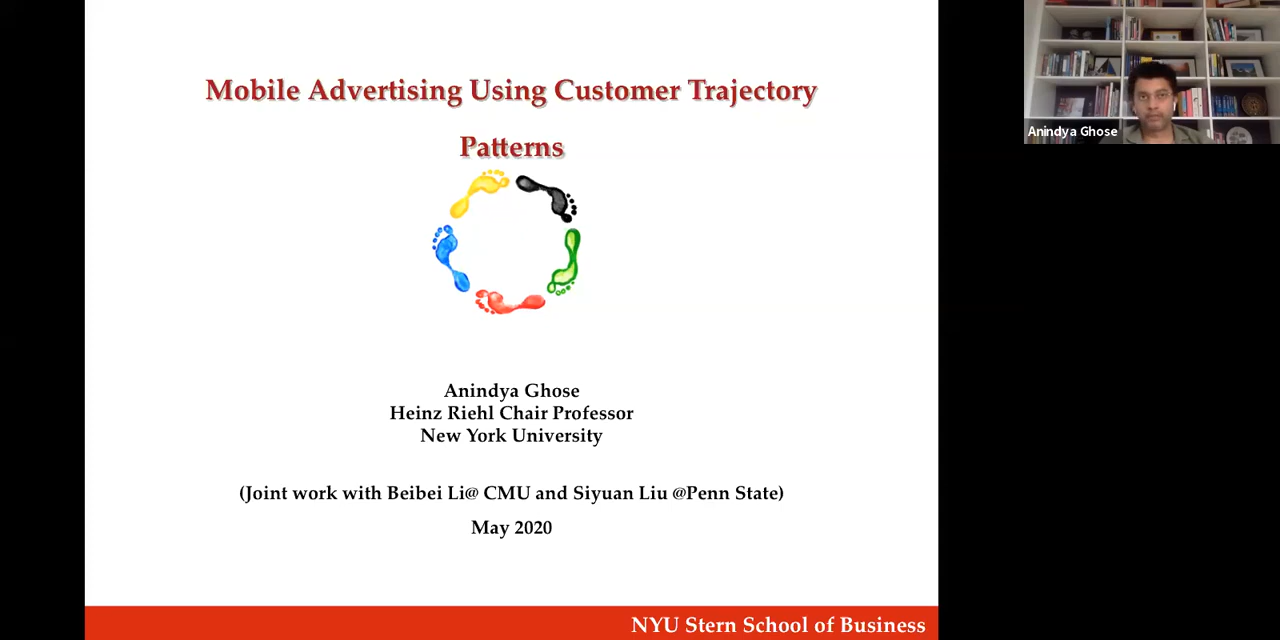 Mobile Advertising Using Customer Trajectory
Patterns
Anindya Ghose
Heinz Riehl Chair Professor
New York University
(Joint work with Beibei Li@ CMU and Siyuan Liu @Penn State)
May 2020
NYU Stern School of Business
Anindya Ghose